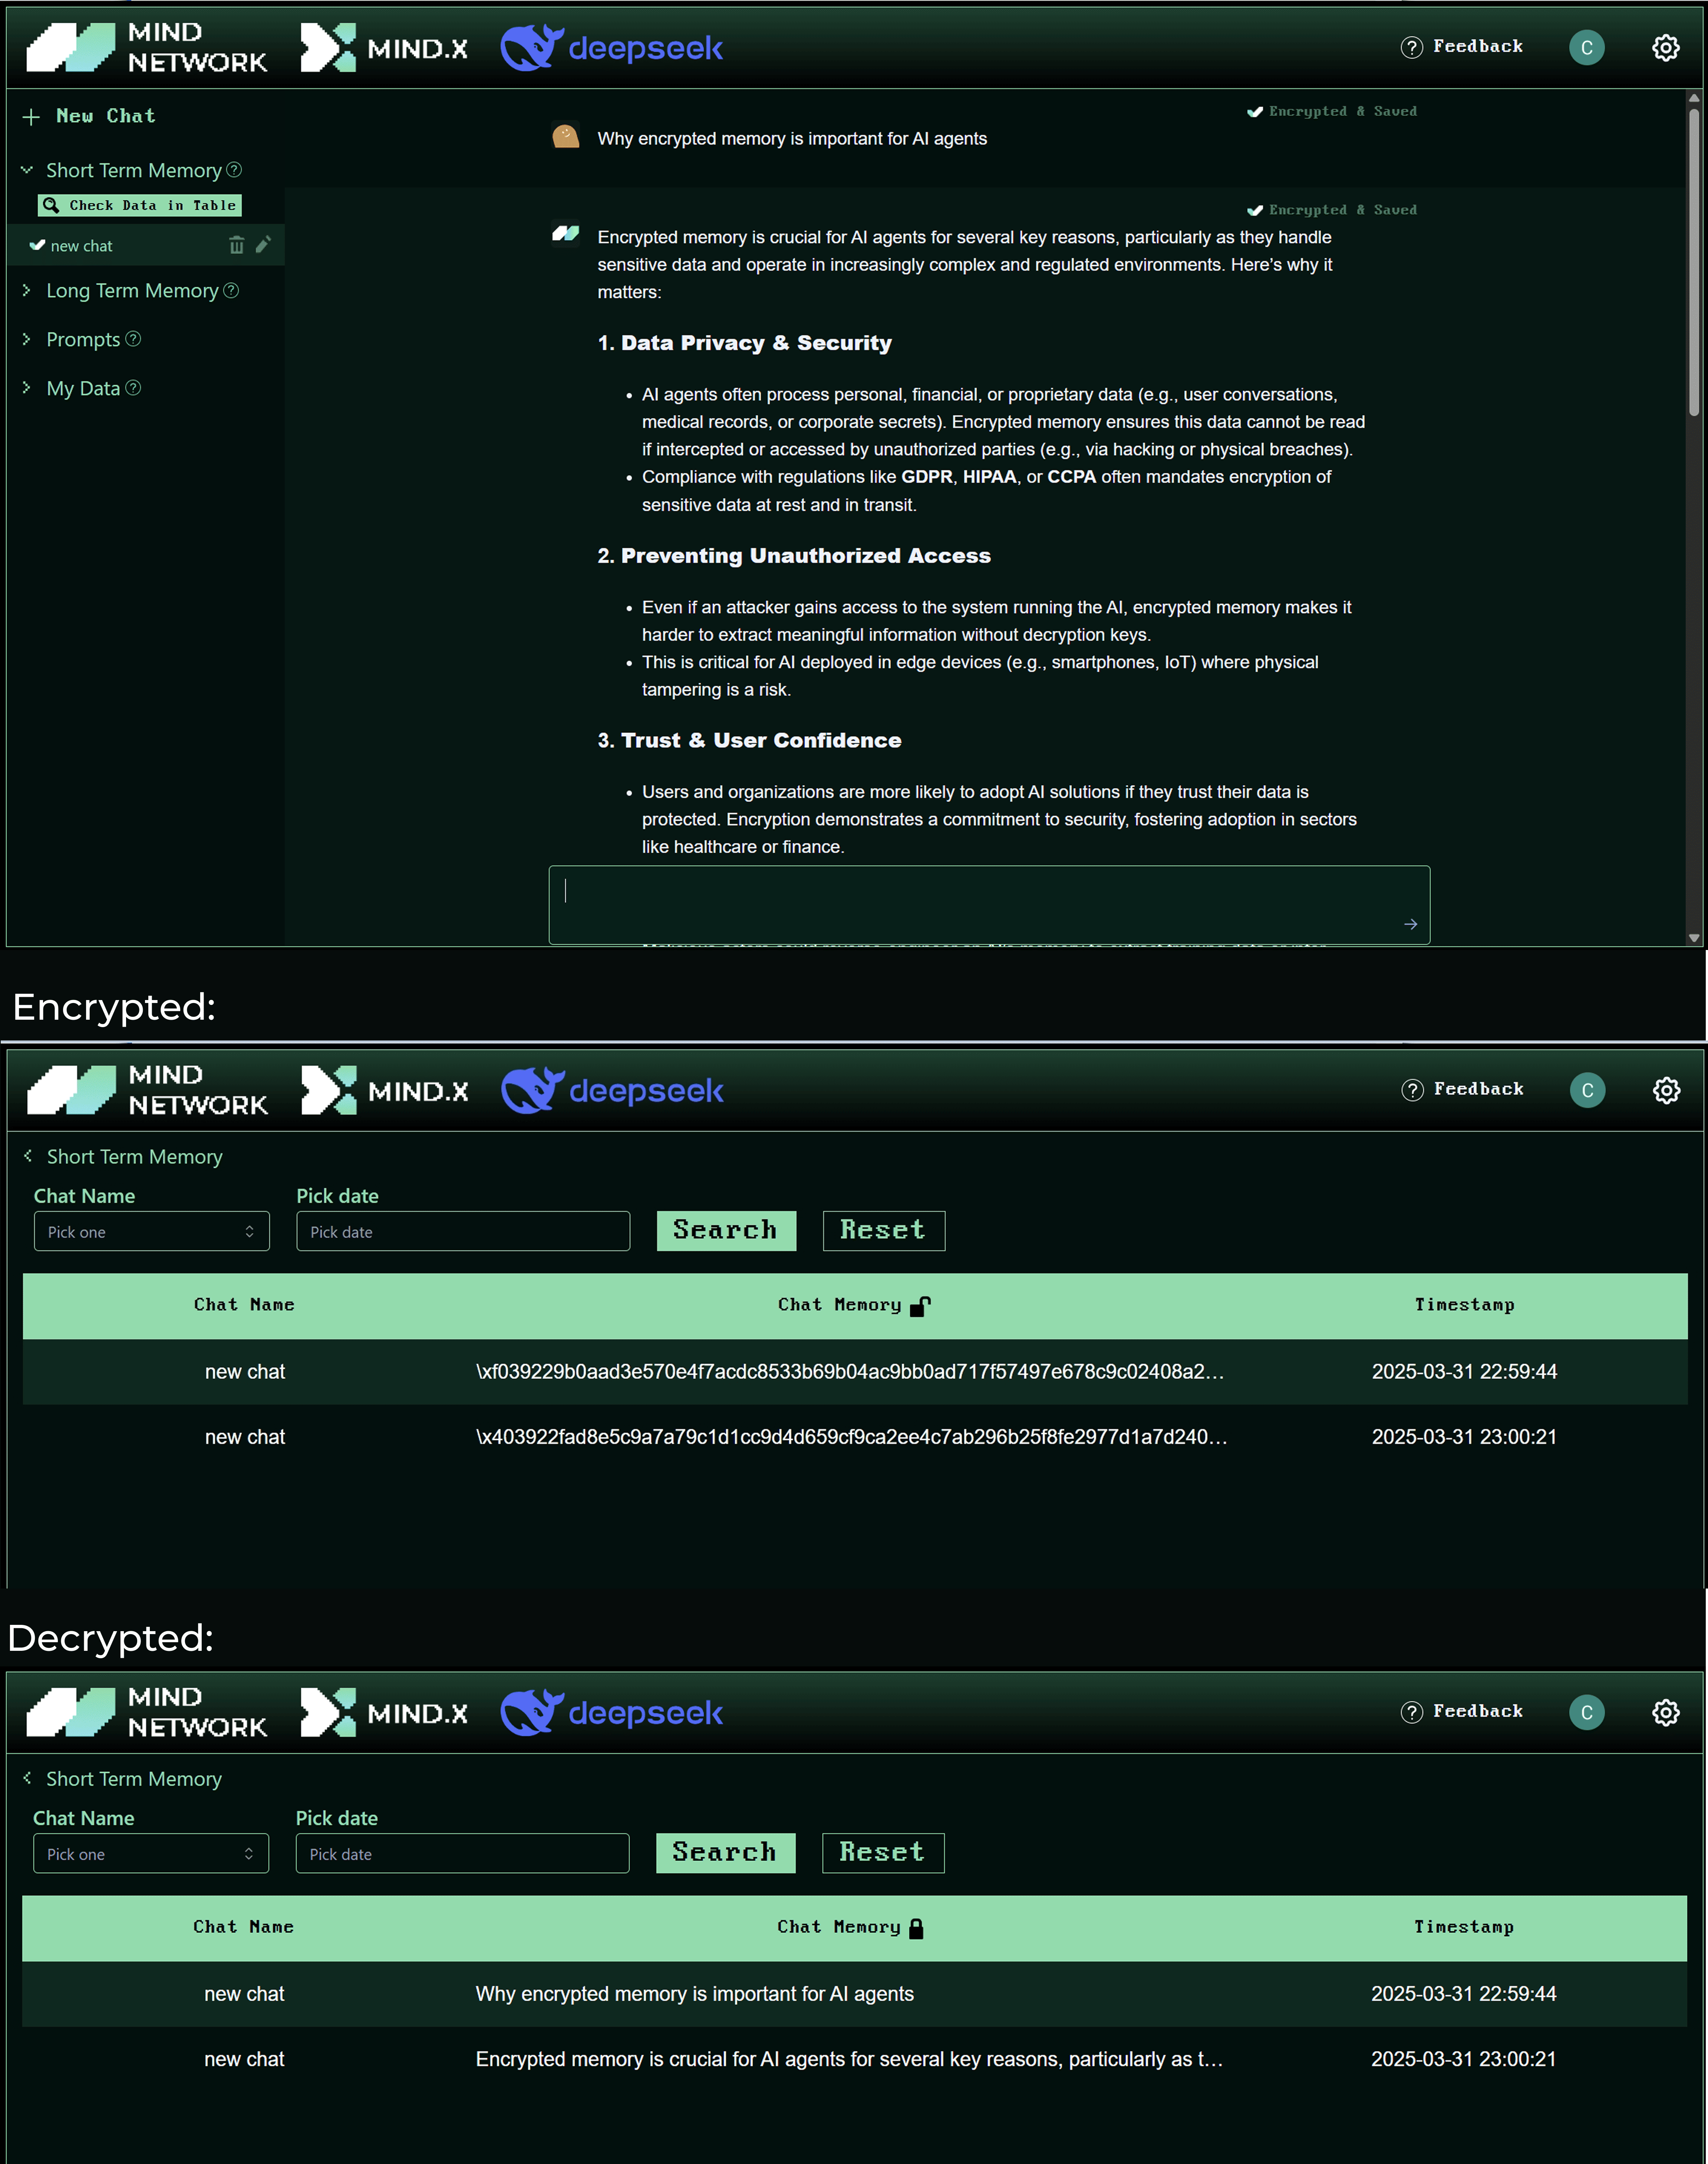 MIND
NETWORK
MIND.X
deepseek
? Feedback
C
+ New Chat
Encrypted & Saved
Why encrypted memory is important for AI agents
Short Term Memory ?
Check Data in Table
new chat
Long Term Memory ?
Prompts ?
My Data ?
Encrypted & Saved
Encrypted memory is crucial for AI agents for several key reasons, particularly as they handle
sensitive data and operate in increasingly complex and regulated environments. Here's why it
matters:
1. Data Privacy & Security
• AI agents often process personal, financial, or proprietary data (e.g., user conversations,
medical records, or corporate secrets). Encrypted memory ensures this data cannot be read
if intercepted or accessed by unauthorized parties (e.g., via hacking or physical breaches).
• Compliance with regulations like GDPR, HIPAA, or CCPA often mandates encryption of
sensitive data at rest and in transit.
2. Preventing Unauthorized Access
• Even if an attacker gains access to the system running the AI, encrypted memory makes it
harder to extract meaningful information without decryption keys.
• This is critical for AI deployed in edge devices (e.g., smartphones, IoT) where physical
tampering is a risk.
3. Trust & User Confidence
• Users and organizations are more likely to adopt AI solutions if they trust their data is
protected. Encryption demonstrates a commitment to security, fostering adoption in sectors
like healthcare or finance.
Encrypted:
MIND
NETWORK
MIND.X
deepseek
? Feedback
C
Short Term Memory
Chat Name
Pick date
Pick one
Pick date
Search
Reset
Chat Name
Chat Memory
Timestamp
new chat
\xf039229b0aad3e570e4f7acdc8533b69b04ac9bb0ad717f57497e678c9c02408a2...
2025-03-31 22:59:44
new chat
\x403922fad8e5c9a7a79c1d1cc9d4d659cf9ca2ee4c7ab296b25f8fe2977d1a7d240...
2025-03-31 23:00:21
Decrypted:
MIND
NETWORK
MIND.X
deepseek
? Feedback
C
Short Term Memory
Chat Name
Pick date
Pick one
Pick date
Search
Reset
Chat Name
Chat Memory
Timestamp
new chat
Why encrypted memory is important for AI agents
2025-03-31 22:59:44
new chat
Encrypted memory is crucial for AI agents for several key reasons, particularly as t...
2025-03-31 23:00:21